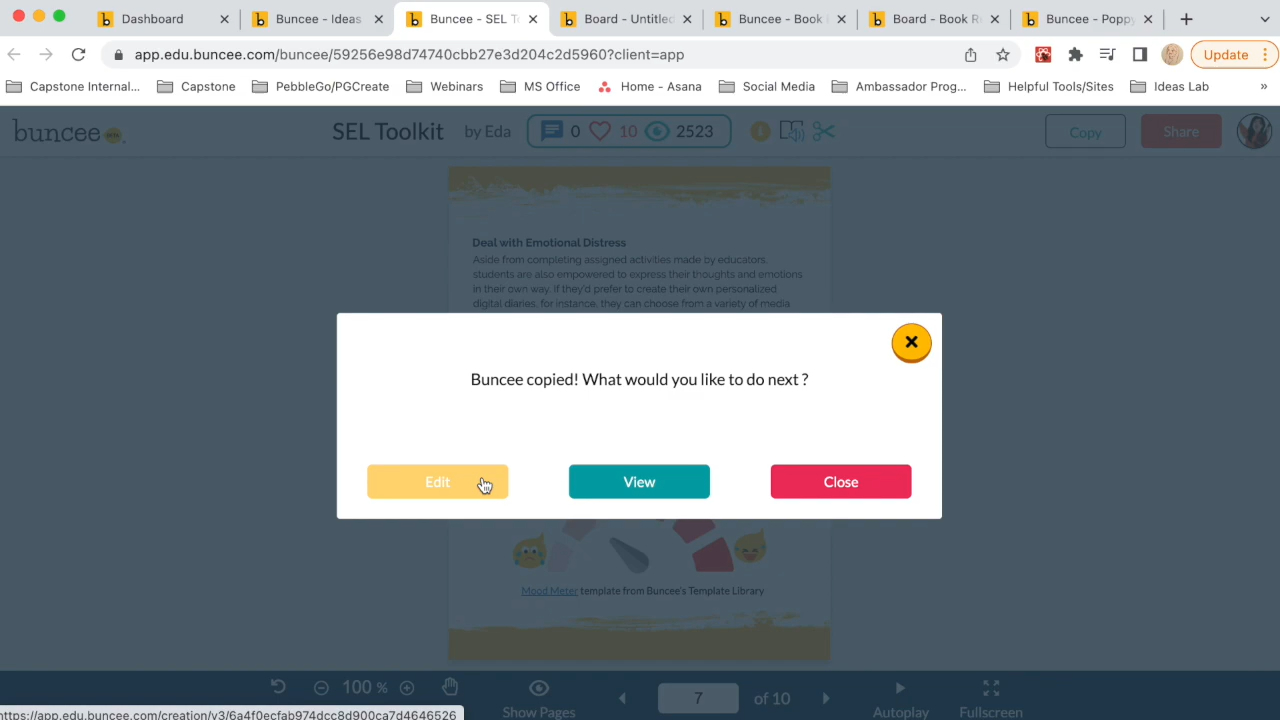 Dashboard
Buncee - Ideas
Buncee - SEL T
Board - Untitled
Buncee - Book
Board - Book R
Buncee - Poppy
app.edu.buncee.com/buncee/59256e98d74740cbb27e3d204c2d5960?client=app
Update
Capstone Internal...
Capstone
PebbleGo/PGCreate
Webinars
MS Office
Home - Asana
Social Media
Ambassador Prog...
Helpful Tools/Sites
Ideas Lab
»
buncee
SEL Toolkit
by Eda
0
10
2523
Copy
Share
Deal with Emotional Distress
Aside from completing assigned activities made by educators,
students are also empowered to express their thoughts and emotions
in their own way. If they'd prefer to create their own personalized
digital diaries, for instance, they can choose from a variety of media
Buncee copied! What would you like to do next ?
Edit
View
Close
Mood Meter template from Buncee's Template Library
100 %
Show Pages
7
of 10
Autoplay
Fullscreen
https://app.edu.buncee.com/creation/v3/6a4f0ecfab974dcc8d900ca7d4646526